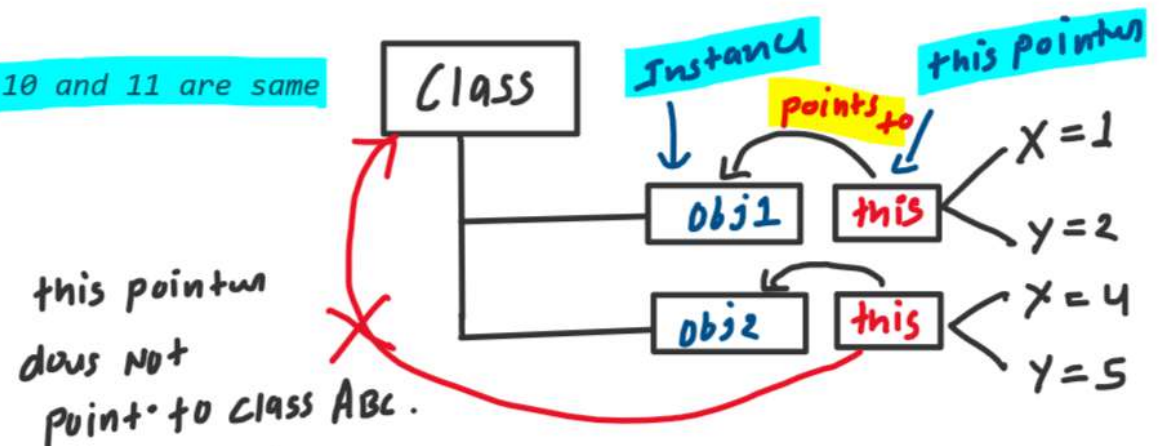 10 and 11 are same
Class
Instance
this pointer
points to
obj1
this
X = 1
y = 2
obj2
this
X = 4
Y = 5
this pointer
does Not
point to class ABC.